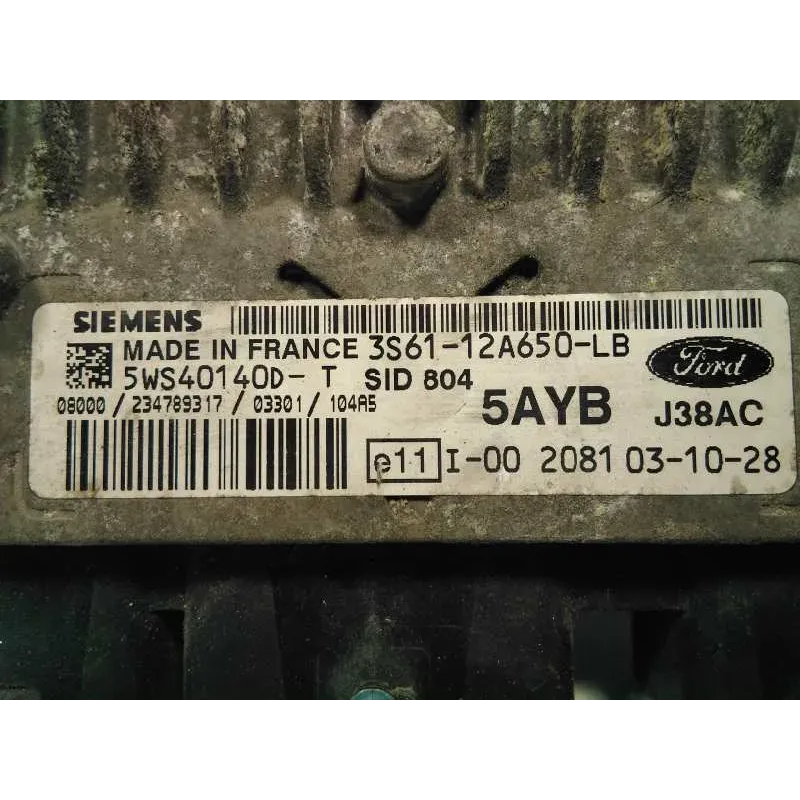 SIEMENS
MADE IN FRANCE 3S61-12A650-LB
Ford
5WS40140D-T SID 804
08000/234789317/03301/104A5
5AYB J38AC
e11 I-00 2081 03-10-28